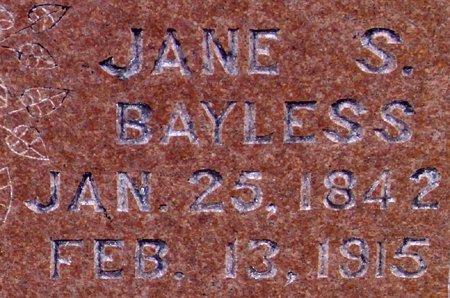 JANE S.
BAYLESS
JAN. 25, 1842
FEB. 13, 1915